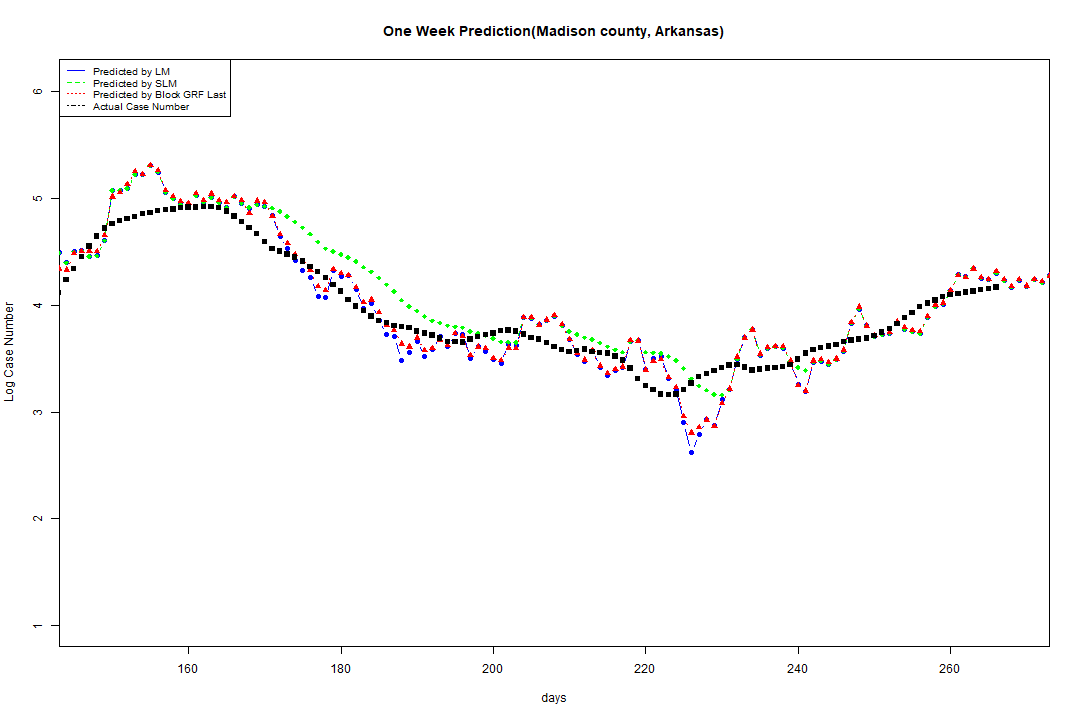 One Week Prediction(Madison county, Arkansas)
Predicted by LM
Predicted by SLM
Predicted by Block GRF Last
Actual Case Number
6
5
4
3
2
1
Log Case Number
160 180 200 220 240 260
days